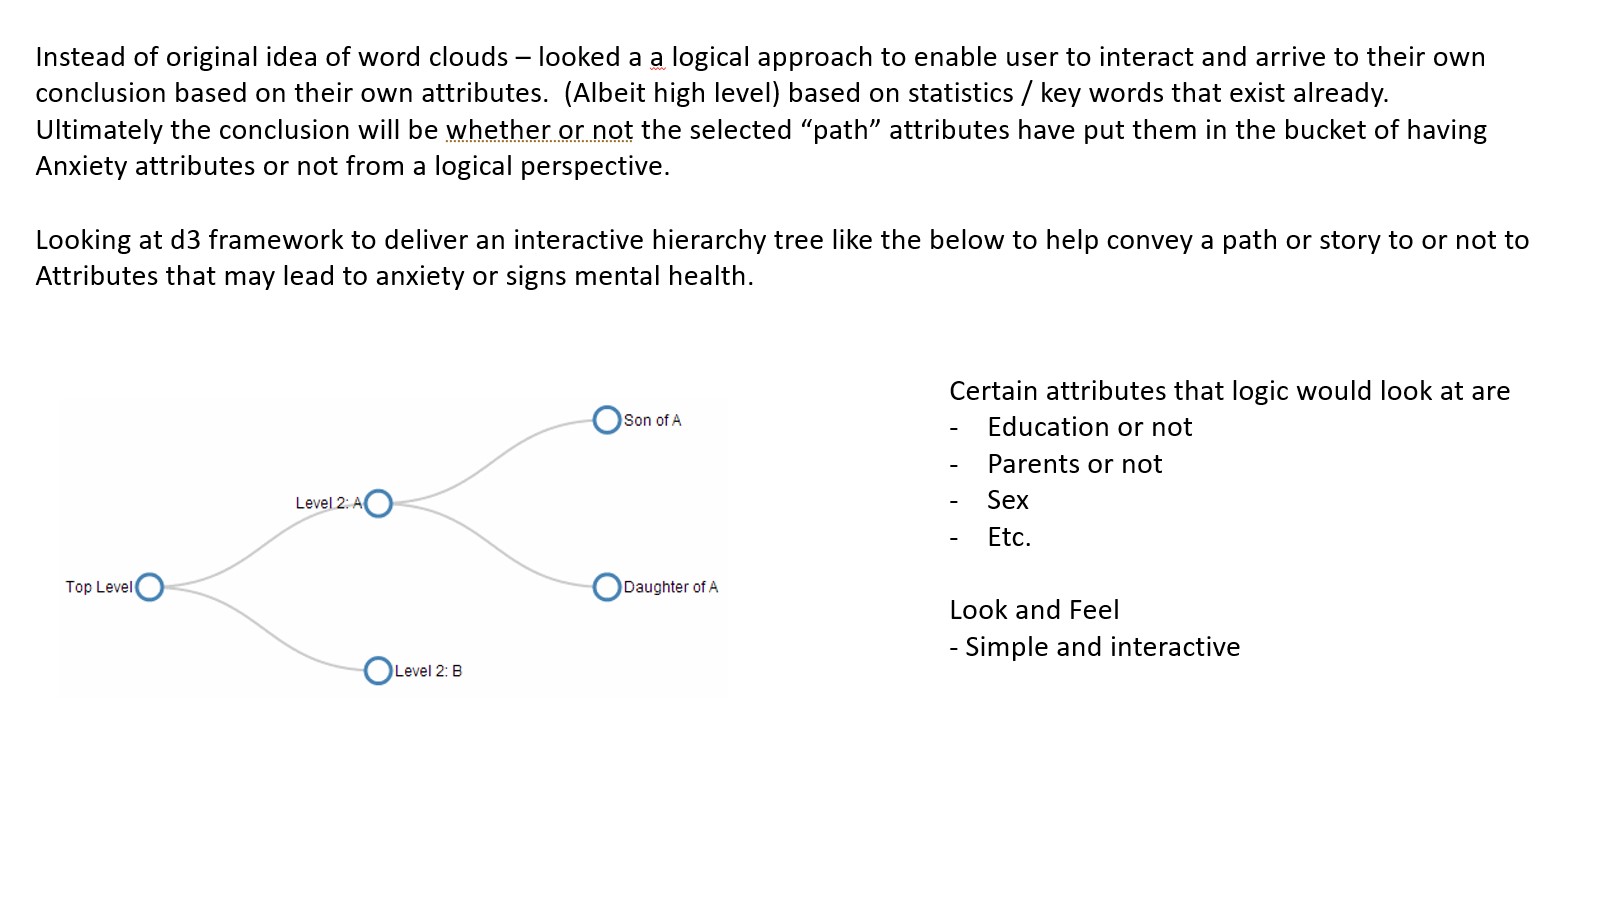 Instead of original idea of word clouds – looked a a logical approach to enable user to interact and arrive to their own
conclusion based on their own attributes.  (Albeit high level) based on statistics / key words that exist already.
Ultimately the conclusion will be whether or not the selected “path” attributes have put them in the bucket of having
Anxiety attributes or not from a logical perspective.
Looking at d3 framework to deliver an interactive hierarchy tree like the below to help convey a path or story to or not to
Attributes that may lead to anxiety or signs mental health.
Son of A
Level 2: A
Top Level
Daughter of A
Level 2: B
Certain attributes that logic would look at are
- Education or not
- Parents or not
- Sex
- Etc.
Look and Feel
- Simple and interactive